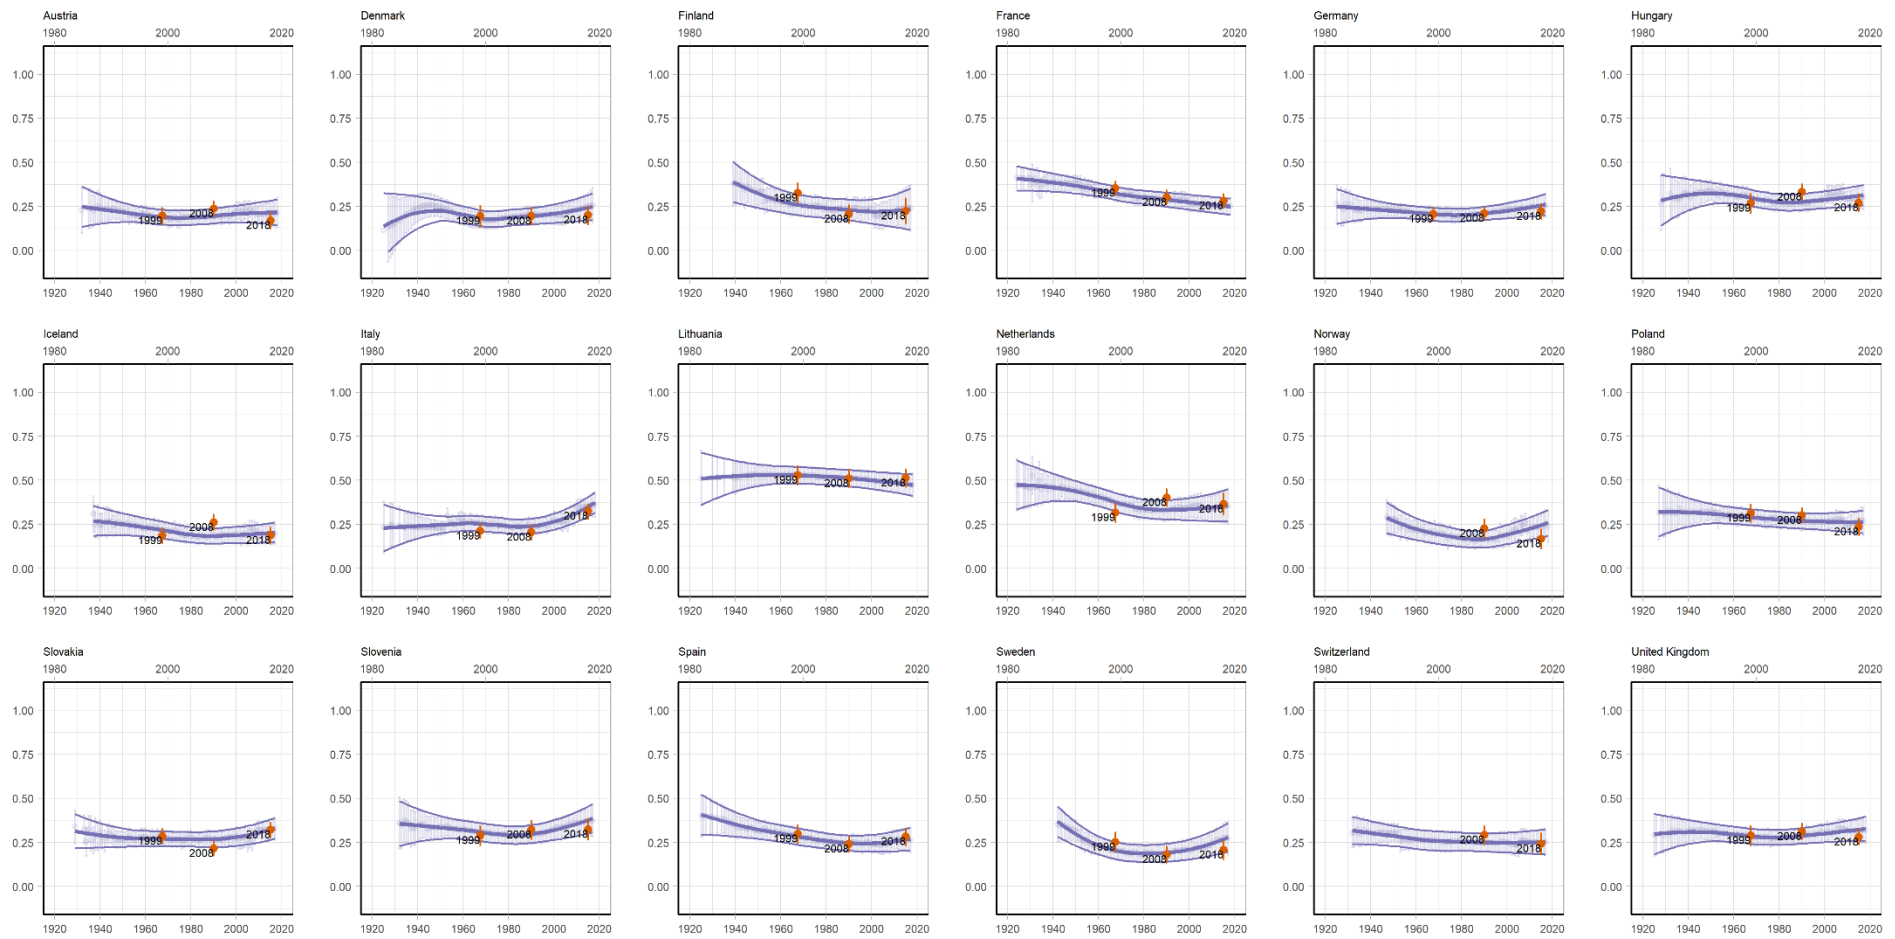 Austria Denmark Finland France Germany Hungary
1980 2000 2020 1980 2000 2020 1980 2000 2020 1980 2000 2020 1980 2000 2020 1980 2000 2020
1.00 1.00 1.00 1.00 1.00 1.00
0.75 0.75 0.75 0.75 0.75 0.75
0.50 0.50 0.50 0.50 0.50 0.50
0.25 1999 2008 2018 0.25 1999 2008 2018 0.25 1999 2008 2018 0.25 1999 2008 2018 0.25 1999 2008 2018 0.25 1999 2008 2018
0.00 0.00 0.00 0.00 0.00 0.00
1920 1940 1960 1980 2000 2020 1920 1940 1960 1980 2000 2020 1920 1940 1960 1980 2000 2020 1920 1940 1960 1980 2000 2020 1920 1940 1960 1980 2000 2020 1920 1940 1960 1980 2000 2020
Iceland Italy Lithuania Netherlands Norway Poland
1980 2000 2020 1980 2000 2020 1980 2000 2020 1980 2000 2020 1980 2000 2020 1980 2000 2020
1.00 1.00 1.00 1.00 1.00 1.00
0.75 0.75 0.75 0.75 0.75 0.75
0.50 0.50 0.50 1999 2008 2018 0.50 0.50 0.50
0.25 1999 2008 2018 0.25 1999 2008 2018 0.25 0.25 1999 2008 2018 0.25 2008 2018 0.25 1999 2008 2018
0.00 0.00 0.00 0.00 0.00 0.00
1920 1940 1960 1980 2000 2020 1920 1940 1960 1980 2000 2020 1920 1940 1960 1980 2000 2020 1920 1940 1960 1980 2000 2020 1920 1940 1960 1980 2000 2020 1920 1940 1960 1980 2000 2020
Slovakia Slovenia Spain Sweden Switzerland United Kingdom
1980 2000 2020 1980 2000 2020 1980 2000 2020 1980 2000 2020 1980 2000 2020 1980 2000 2020
1.00 1.00 1.00 1.00 1.00 1.00
0.75 0.75 0.75 0.75 0.75 0.75
0.50 0.50 0.50 0.50 0.50 0.50
0.25 1999 2008 2018 0.25 1999 2008 2018 0.25 1999 2008 2018 0.25 1999 2008 2018 0.25 2008 2018 0.25 1999 2008 2018
0.00 0.00 0.00 0.00 0.00 0.00
1920 1940 1960 1980 2000 2020 1920 1940 1960 1980 2000 2020 1920 1940 1960 1980 2000 2020 1920 1940 1960 1980 2000 2020 1920 1940 1960 1980 2000 2020 1920 1940 1960 1980 2000 2020